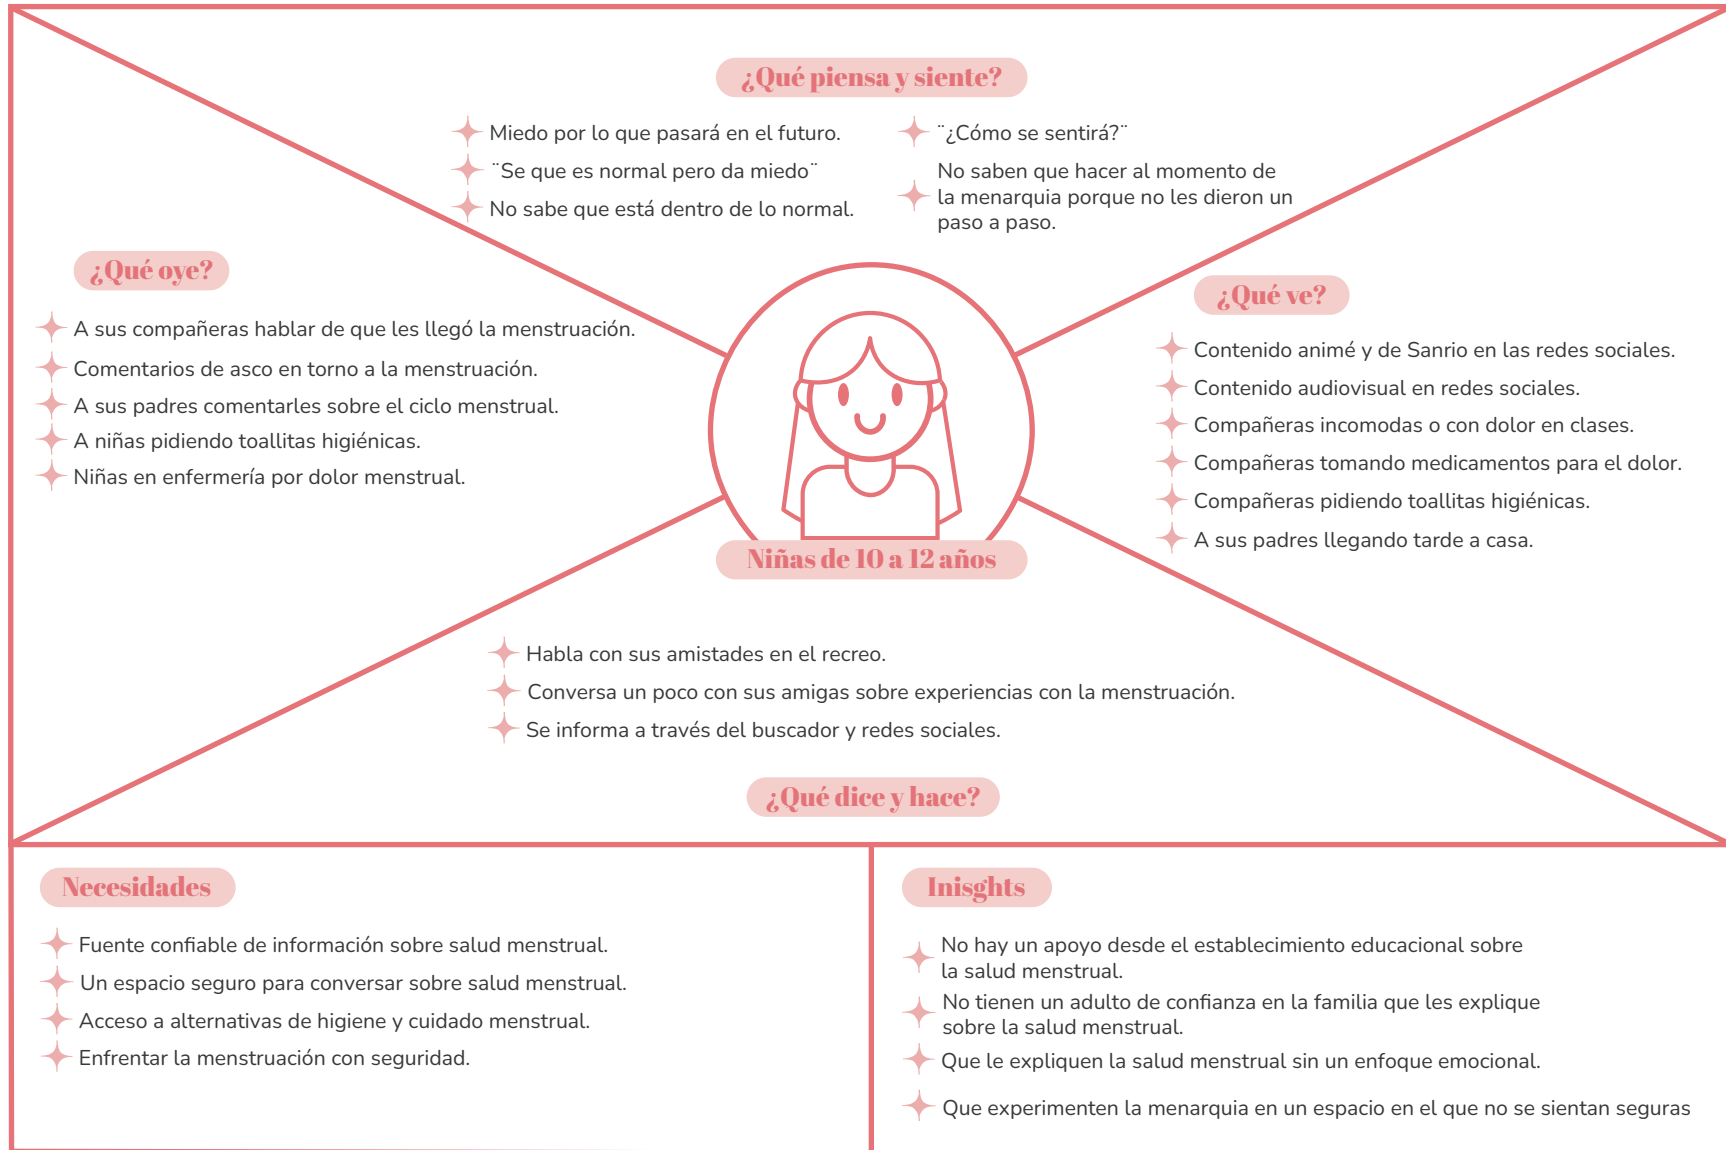 ¿Qué piensa y siente?
Miedo por lo que pasará en el futuro.
¨Se que es normal pero da miedo¨
No sabe que está dentro de lo normal.
¨¿Cómo se sentirá?¨
No saben que hacer al momento de
la menarquia porque no les dieron un
paso a paso.
¿Qué oye?
A sus compañeras hablar de que les llegó la menstruación.
Comentarios de asco en torno a la menstruación.
A sus padres comentarles sobre el ciclo menstrual.
A niñas pidiendo toallitas higiénicas.
Niñas en enfermería por dolor menstrual.
¿Qué ve?
Contenido animé y de Sanrio en las redes sociales.
Contenido audiovisual en redes sociales.
Compañeras incomodas o con dolor en clases.
Compañeras tomando medicamentos para el dolor.
Compañeras pidiendo toallitas higiénicas.
A sus padres llegando tarde a casa.
Niñas de 10 a 12 años
Habla con sus amistades en el recreo.
Conversa un poco con sus amigas sobre experiencias con la menstruación.
Se informa a través del buscador y redes sociales.
¿Qué dice y hace?
Necesidades
Fuente confiable de información sobre salud menstrual.
Un espacio seguro para conversar sobre salud menstrual.
Acceso a alternativas de higiene y cuidado menstrual.
Enfrentar la menstruación con seguridad.
Inisghts
No hay un apoyo desde el establecimiento educacional sobre
la salud menstrual.
No tienen un adulto de confianza en la familia que les explique
sobre la salud menstrual.
Que le expliquen la salud menstrual sin un enfoque emocional.
Que experimenten la menarquia en un espacio en el que no se sientan seguras